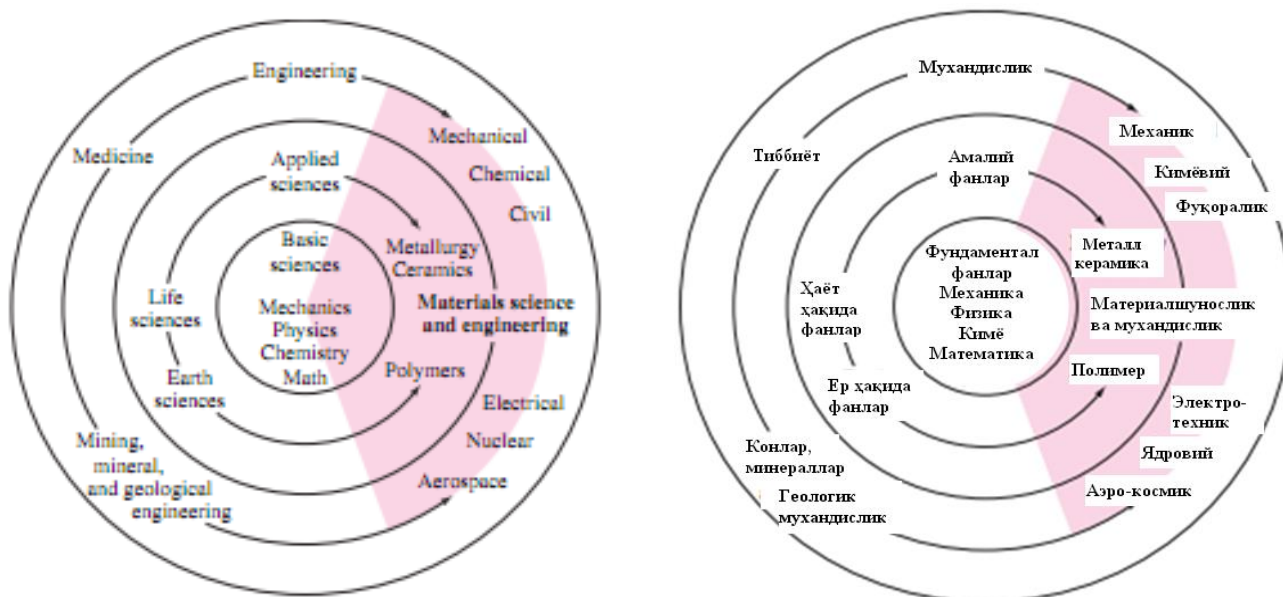 Engineering
Medicine
Mechanical
Applied
sciences
Chemical
Civil
Basic
sciences
Metallurgy
Ceramics
Life
sciences
Mechanics
Physics
Chemistry
Math
Materials science
and engineering
Earth
sciences
Polymers
Electrical
Mining,
mineral,
and geological
engineering
Nuclear
Aerospace
Мухандислик
Тиббиёт
Механик
Амалий
фанлар
Кимёвий
Фуқоралик
Фундаментал
фанлар
Механика
Физика
Кимё
Математика
Металл
керамика
Ҳаёт
ҳақида
фанлар
Материалшунослик
ва мухандислик
Ер ҳақида
фанлар
Полимер
Электро-
техник
Конлар,
минераллар
Ядровий
Геологик
мухандислик
Аэро-космик